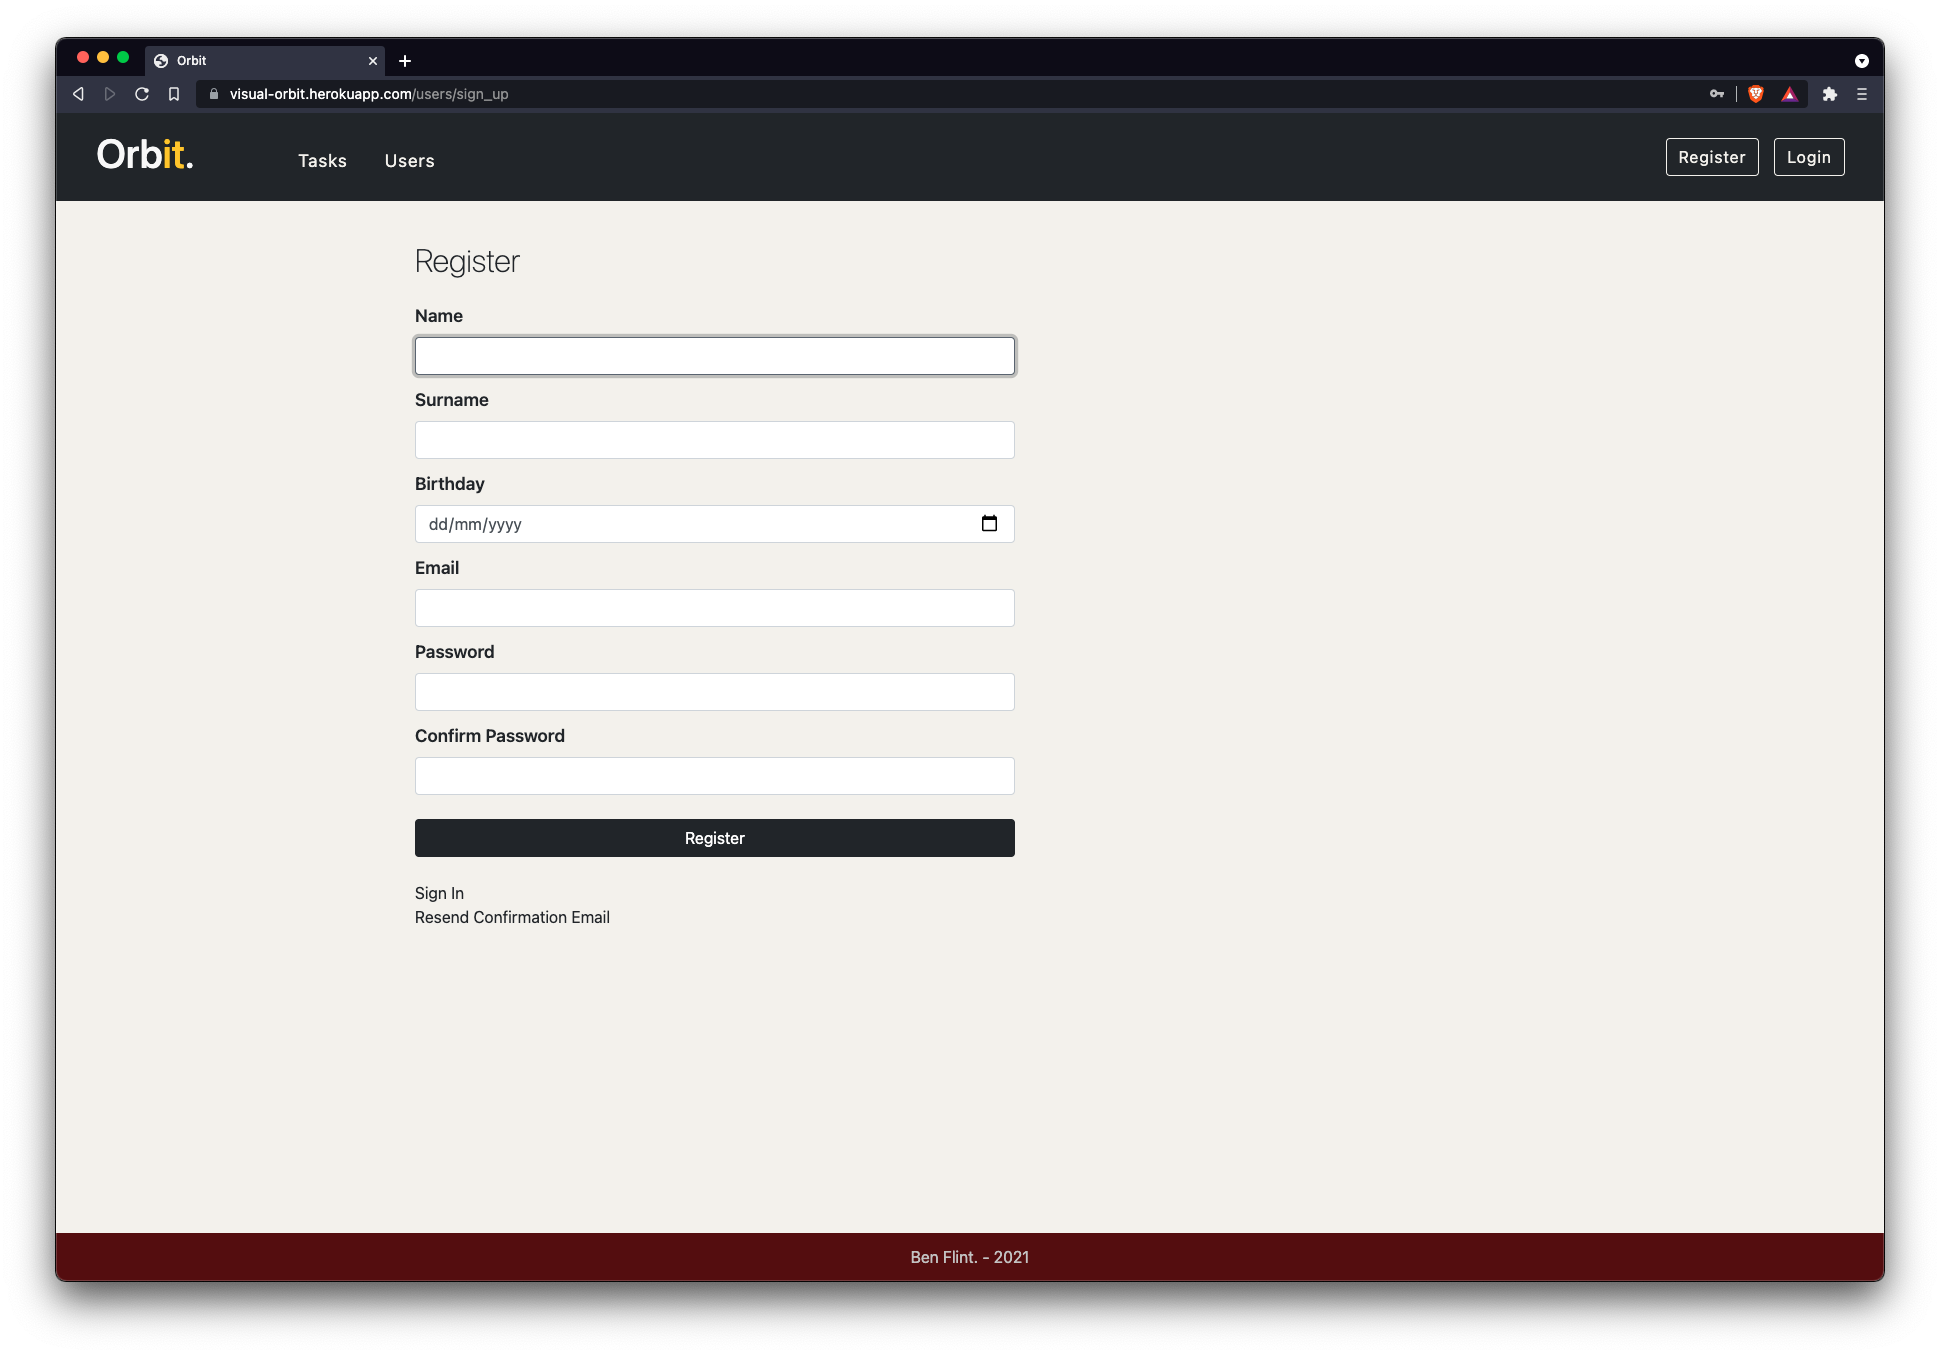 Orbit
visual-orbit.herokuapp.com/users/sign_up
Orbit.
Tasks
Users
Register
Login
Register
Name
Surname
Birthday
dd/mm/yyyy
Email
Password
Confirm Password
Register
Sign In
Resend Confirmation Email
Ben Flint. - 2021